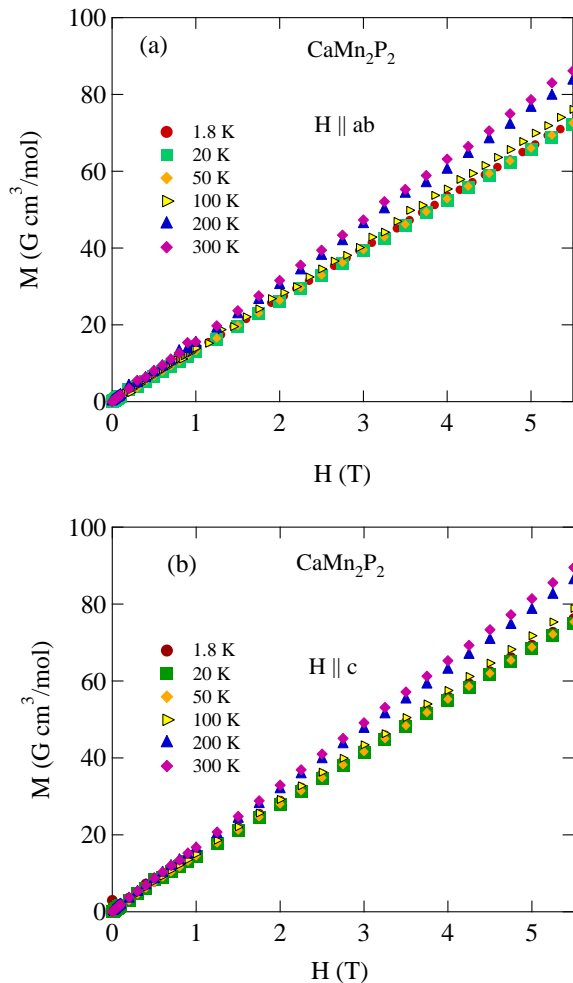 100
(a)
CaMn2P2
80
H || ab
1.8 K
20 K
60
50 K
100 K
200 K
40
300 K
20
0
0 1 2 3 4 5
M (G cm3/mol)
H (T)
100
(b)
CaMn2P2
80
1.8 K
H || c
20 K
60
50 K
100 K
200 K
40
300 K
20
0
0 1 2 3 4 5
M (G cm3/mol)
H (T)